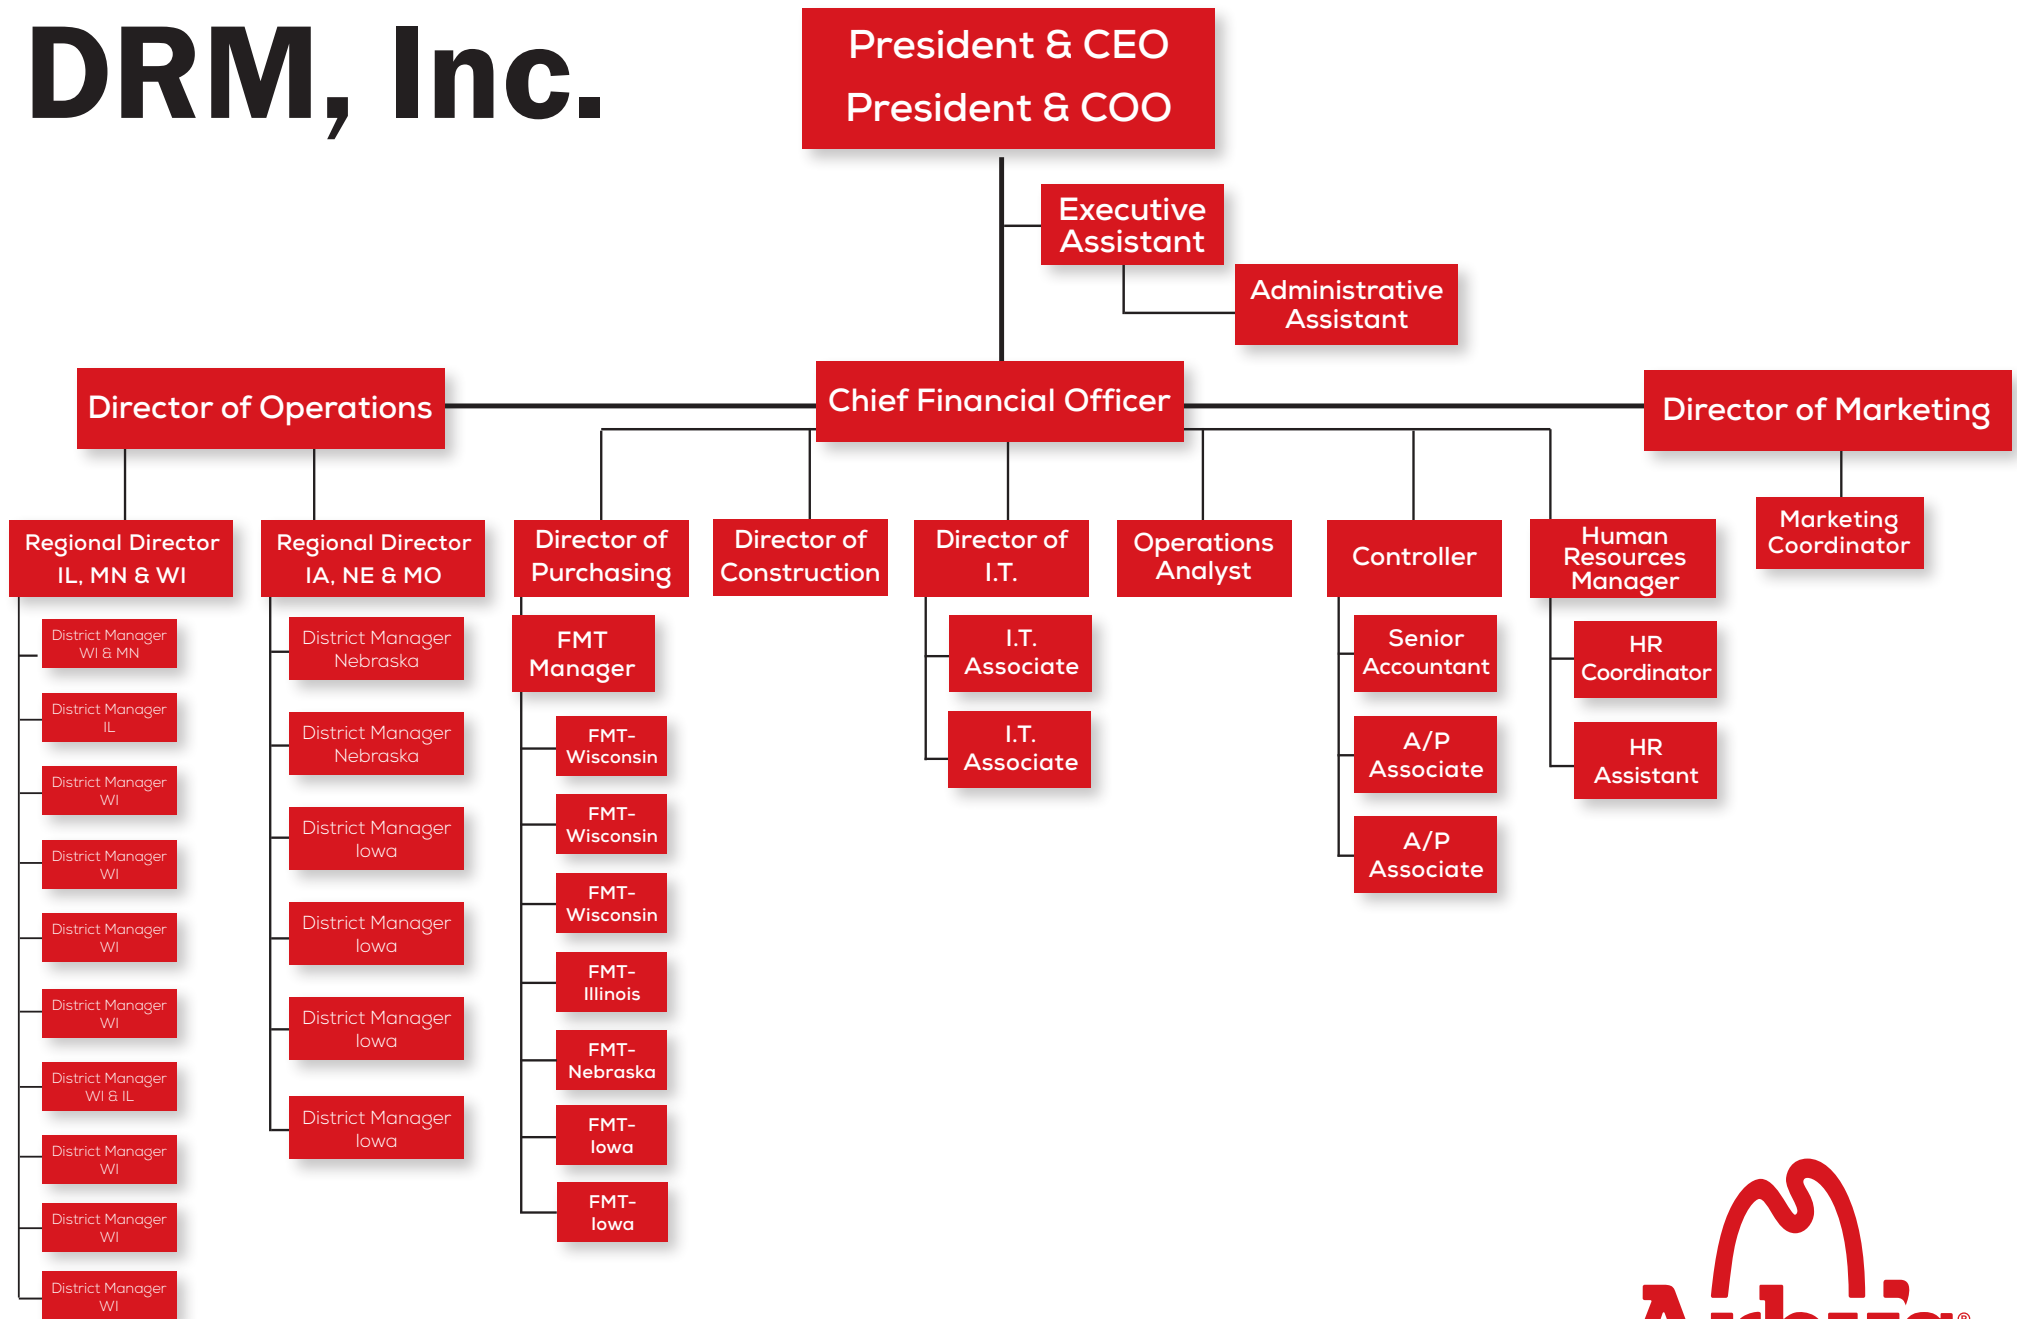 DRM, Inc.
President & CEO
President & COO
Executive
Assistant
Administrative
Assistant
Director of Operations
Chief Financial Officer
Director of Marketing
Regional Director
IL, MN & WI
Regional Director
IA, NE & MO
Director of
Purchasing
Director of
Construction
Director of
I.T.
Operations
Analyst
Controller
Human
Resources
Manager
Marketing
Coordinator
District Manager
WI & MN
District Manager
IL
District Manager
WI
District Manager
WI
District Manager
WI
District Manager
WI
District Manager
WI & IL
District Manager
WI
District Manager
WI
District Manager
WI
District Manager
Nebraska
District Manager
Nebraska
District Manager
Iowa
District Manager
Iowa
District Manager
Iowa
District Manager
Iowa
FMT
Manager
FMT-
Wisconsin
FMT-
Wisconsin
FMT-
Wisconsin
FMT-
Illinois
FMT-
Nebraska
FMT-
Iowa
FMT-
Iowa
I.T.
Associate
I.T.
Associate
Senior
Accountant
A/P
Associate
A/P
Associate
HR
Coordinator
HR
Assistant
Arby's®